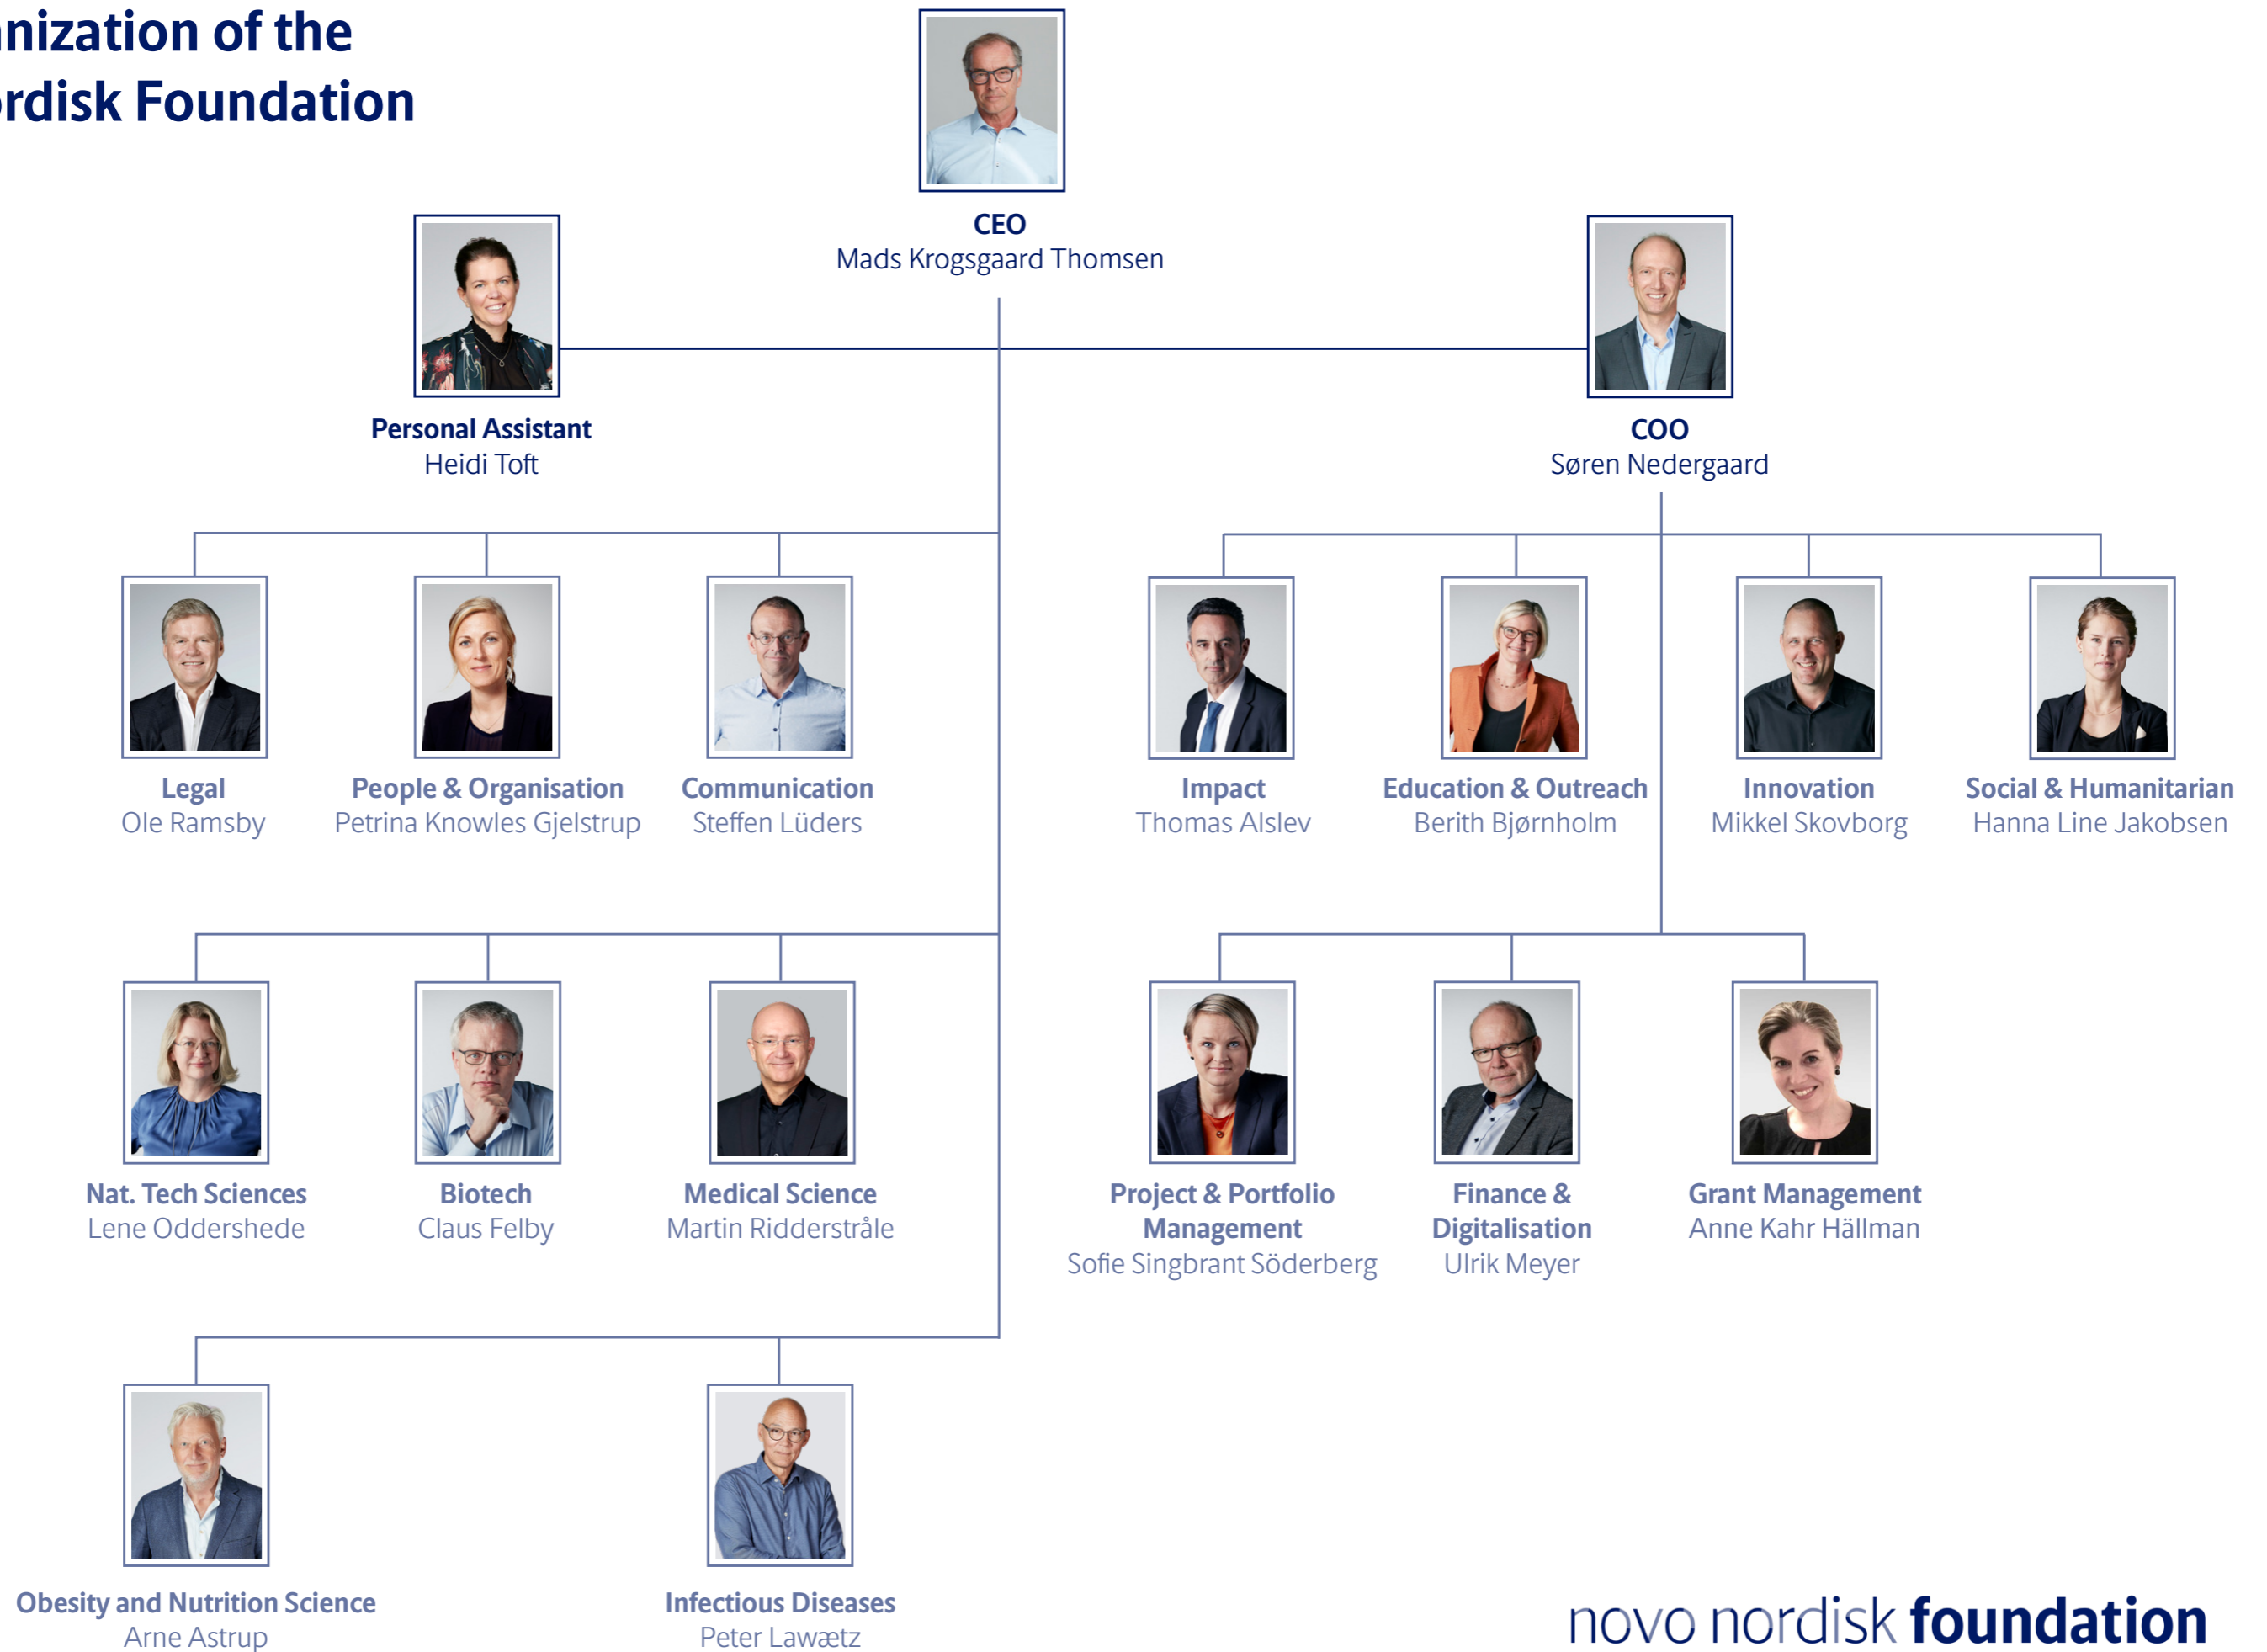 nization of the
rdisk Foundation
CEO
Mads Krogsgaard Thomsen
Personal Assistant
Heidi Toft
COO
Søren Nedergaard
Legal
Ole Ramsby
People & Organisation
Petrina Knowles Gjelstrup
Communication
Steffen Lüders
Impact
Thomas Alslev
Education & Outreach
Berith Bjørnholm
Innovation
Mikkel Skovborg
Social & Humanitarian
Hanna Line Jakobsen
Nat. Tech Sciences
Lene Oddershede
Biotech
Claus Felby
Medical Science
Martin Ridderstråle
Project & Portfolio
Management
Sofie Singbrant Söderberg
Finance &
Digitalisation
Ulrik Meyer
Grant Management
Anne Kahr Hällman
Obesity and Nutrition Science
Arne Astrup
Infectious Diseases
Peter Lawætz
novo nordisk foundation